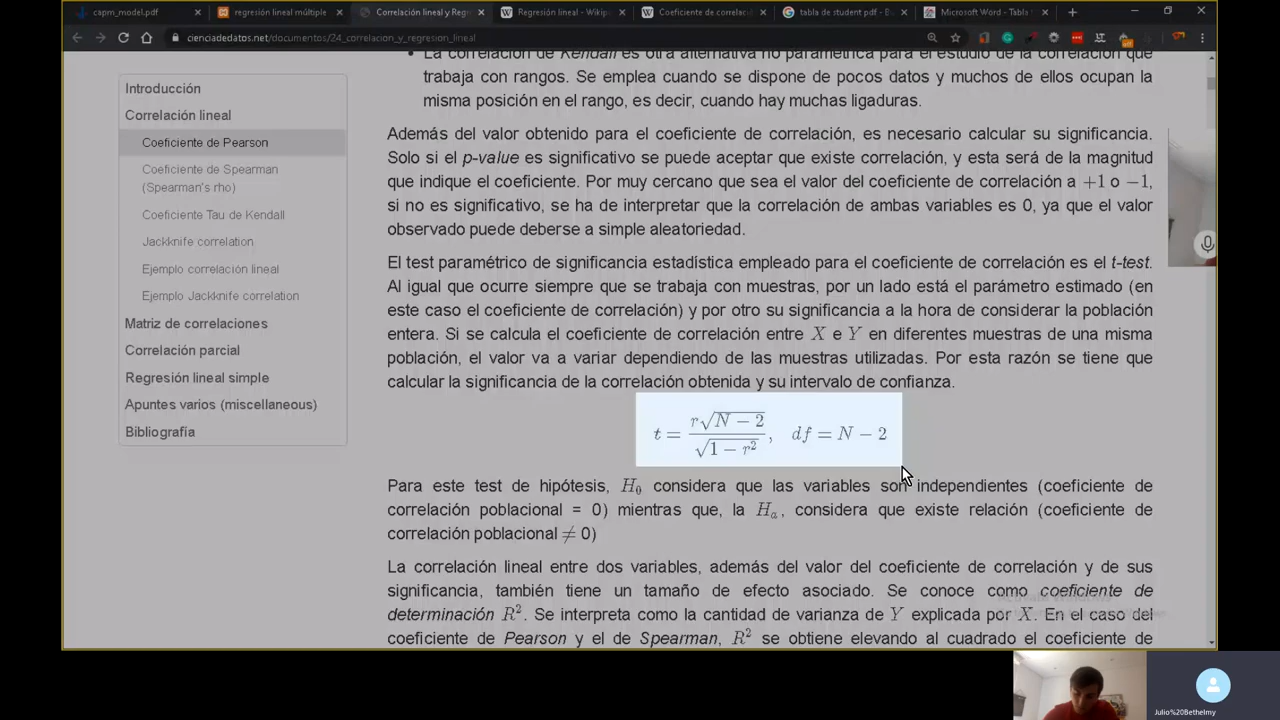 capm_model.pdf
regresión lineal múltiple
Correlación lineal y Regr
Regresión lineal - Wikip
Coeficiente de correlaci
tabla de student pdf - B
Microsoft Word - Tabla
cienciadedatos.net/documentos/24_correlacion_y_regresion_lineal
Introducción
Correlación lineal
Coeficiente de Pearson
Coeficiente de Spearman
(Spearman's rho)
Coeficiente Tau de Kendall
Jackknife correlation
Ejemplo correlación lineal
Ejemplo Jackknife correlation
Matriz de correlaciones
Correlación parcial
Regresión lineal simple
Apuntes varios (miscellaneous)
Bibliografía
• La correlación de Kendall es otra alternativa no paramétrica para el estudio de la correlación que
trabaja con rangos. Se emplea cuando se dispone de pocos datos y muchos de ellos ocupan la
misma posición en el rango, es decir, cuando hay muchas ligaduras.
Además del valor obtenido para el coeficiente de correlación, es necesario calcular su significancia.
Solo si el p-value es significativo se puede aceptar que existe correlación, y esta será de la magnitud
que indique el coeficiente. Por muy cercano que sea el valor del coeficiente de correlación a +1 o −1,
si no es significativo, se ha de interpretar que la correlación de ambas variables es 0, ya que el valor
observado puede deberse a simple aleatoriedad.
El test paramétrico de significancia estadística empleado para el coeficiente de correlación es el t-test.
Al igual que ocurre siempre que se trabaja con muestras, por un lado está el parámetro estimado (en
este caso el coeficiente de correlación) y por otro su significancia a la hora de considerar la población
entera. Si se calcula el coeficiente de correlación entre X e Y en diferentes muestras de una misma
población, el valor va a variar dependiendo de las muestras utilizadas. Por esta razón se tiene que
calcular la significancia de la correlación obtenida y su intervalo de confianza.
t = r√(N − 2) / √(1 − r²), df = N − 2
Para este test de hipótesis, H₀ considera que las variables son independientes (coeficiente de
correlación poblacional = 0) mientras que, la Hₐ, considera que existe relación (coeficiente de
correlación poblacional ≠ 0)
La correlación lineal entre dos variables, además del valor del coeficiente de correlación y de sus
significancia, también tiene un tamaño de efecto asociado. Se conoce como coeficiente de
determinación R². Se interpreta como la cantidad de varianza de Y explicada por X. En el caso del
coeficiente de Pearson y el de Spearman, R² se obtiene elevando al cuadrado el coeficiente de
Julio%20Bethelmy